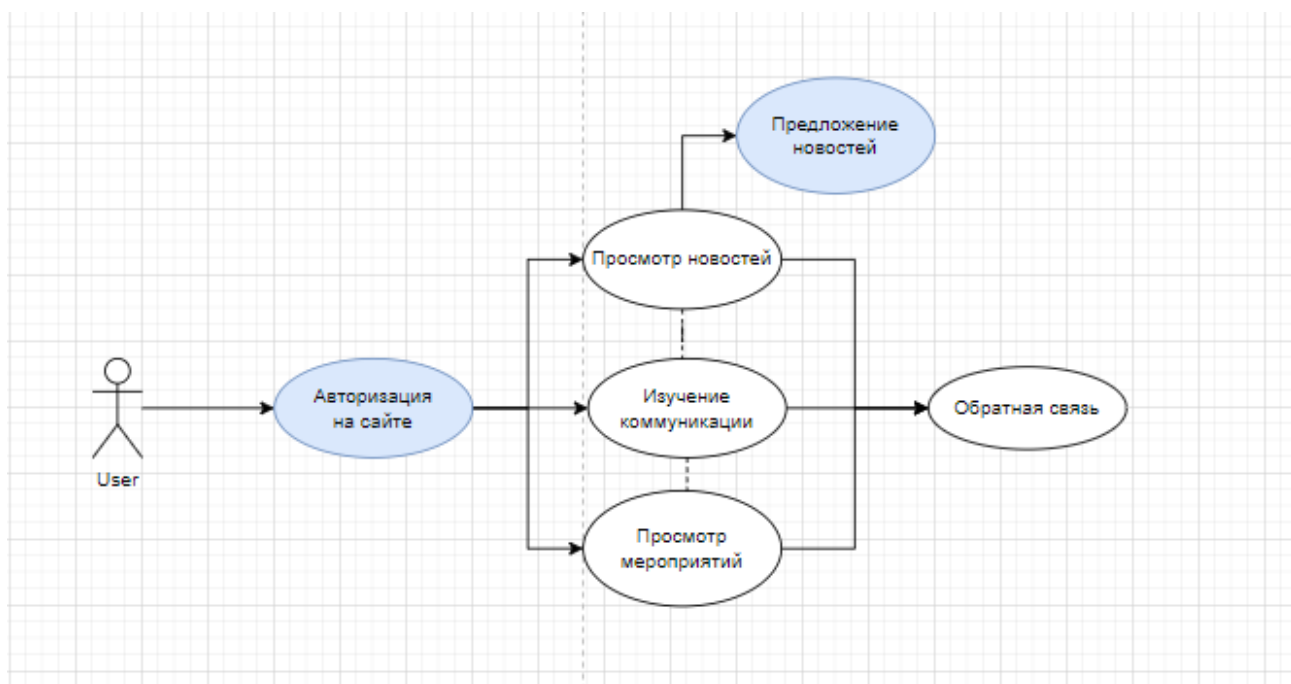 Предложение
новостей
Просмотр новостей
Авторизация
на сайте
Изучение
коммуникации
Обратная связь
User
Просмотр
мероприятий